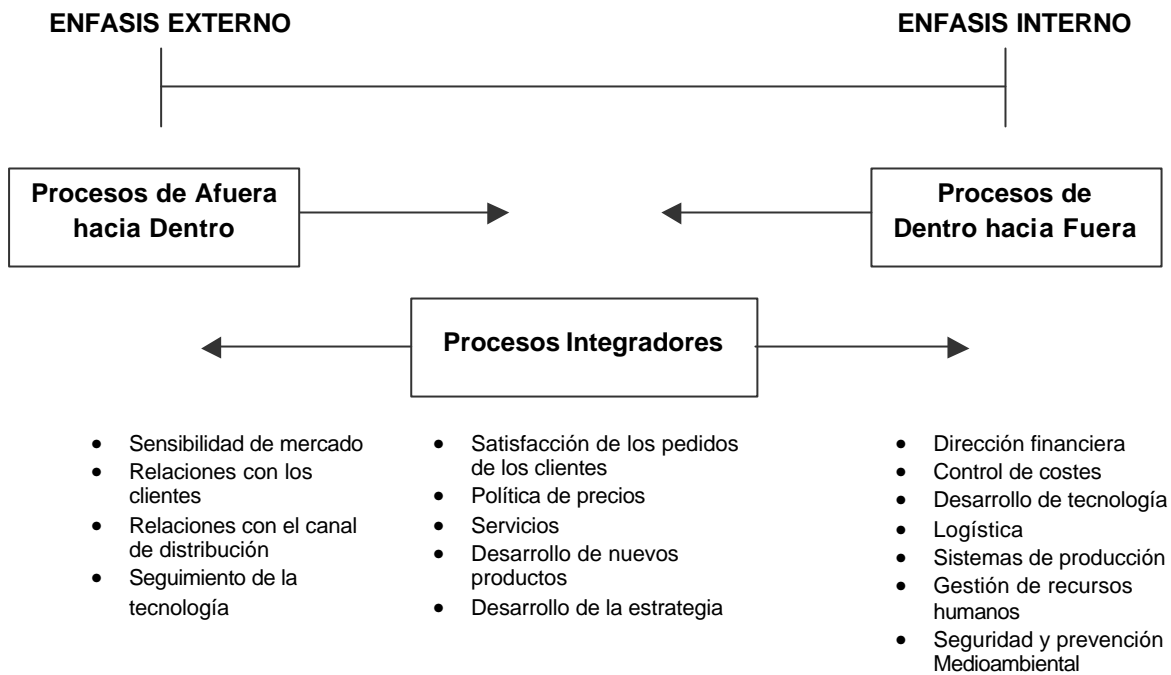 ENFASIS EXTERNO
ENFASIS INTERNO
Procesos de Afuera
hacia Dentro
Procesos de
Dentro hacia Fuera
Procesos Integradores
• Sensibilidad de mercado
• Relaciones con los
clientes
• Relaciones con el canal
de distribución
• Seguimiento de la
tecnología
• Satisfacción de los pedidos
de los clientes
• Política de precios
• Servicios
• Desarrollo de nuevos
productos
• Desarrollo de la estrategia
• Dirección financiera
• Control de costes
• Desarrollo de tecnología
• Logística
• Sistemas de producción
• Gestión de recursos
humanos
• Seguridad y prevención
Medioambiental